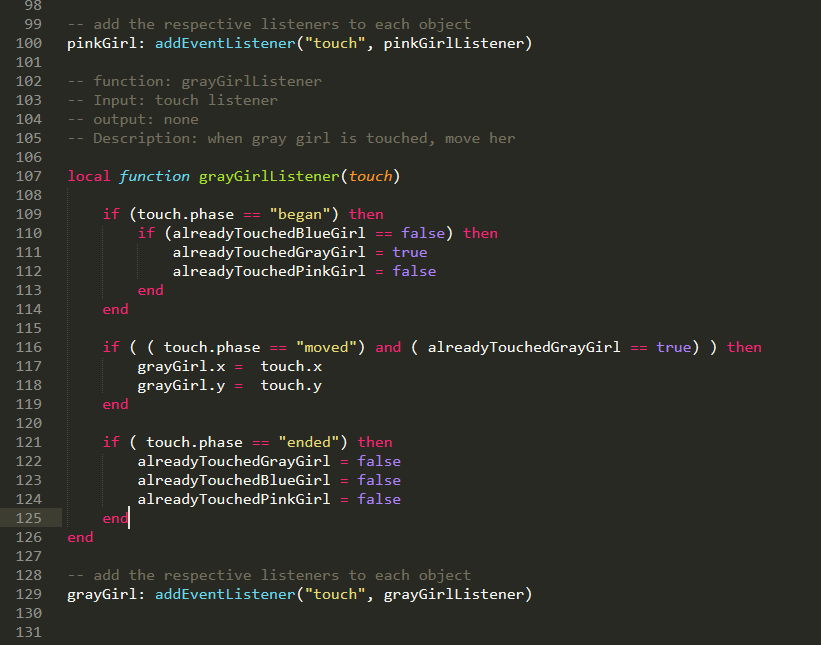 98
99 -- add the respective listeners to each object
100 pinkGirl: addEventListener("touch", pinkGirlListener)
101
102 -- function: grayGirlListener
103 -- Input: touch listener
104 -- output: none
105 -- Description: when gray girl is touched, move her
106
107 local function grayGirlListener(touch)
108
109     if (touch.phase == "began") then
110         if (alreadyTouchedBlueGirl == false) then
111             alreadyTouchedGrayGirl = true
112             alreadyTouchedPinkGirl = false
113         end
114     end
115
116     if ( ( touch.phase == "moved") and ( alreadyTouchedGrayGirl == true) ) then
117         grayGirl.x =  touch.x
118         grayGirl.y =  touch.y
119     end
120
121     if ( touch.phase == "ended") then
122         alreadyTouchedGrayGirl = false
123         alreadyTouchedBlueGirl = false
124         alreadyTouchedPinkGirl = false
125     end
126 end
127
128 -- add the respective listeners to each object
129 grayGirl: addEventListener("touch", grayGirlListener)
130
131